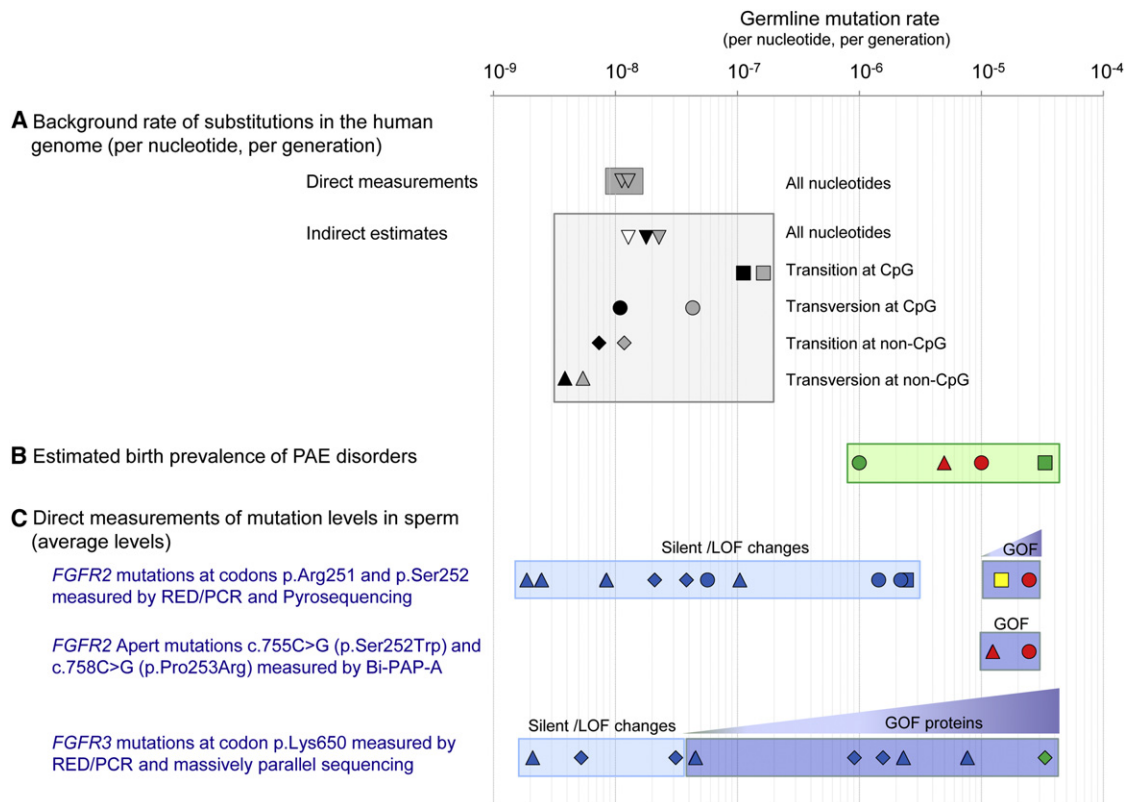 Germline mutation rate
(per nucleotide, per generation)
10-9 10-8 10-7 10-6 10-5 10-4
A Background rate of substitutions in the human
genome (per nucleotide, per generation)
Direct measurements All nucleotides
Indirect estimates All nucleotides
Transition at CpG
Transversion at CpG
Transition at non-CpG
Transversion at non-CpG
B Estimated birth prevalence of PAE disorders
C Direct measurements of mutation levels in sperm
(average levels)
Silent /LOF changes GOF
FGFR2 mutations at codons p.Arg251 and p.Ser252
measured by RED/PCR and Pyrosequencing
GOF
FGFR2 Apert mutations c.755C>G (p.Ser252Trp) and
c.758C>G (p.Pro253Arg) measured by Bi-PAP-A
Silent /LOF changes GOF proteins
FGFR3 mutations at codon p.Lys650 measured by
RED/PCR and massively parallel sequencing